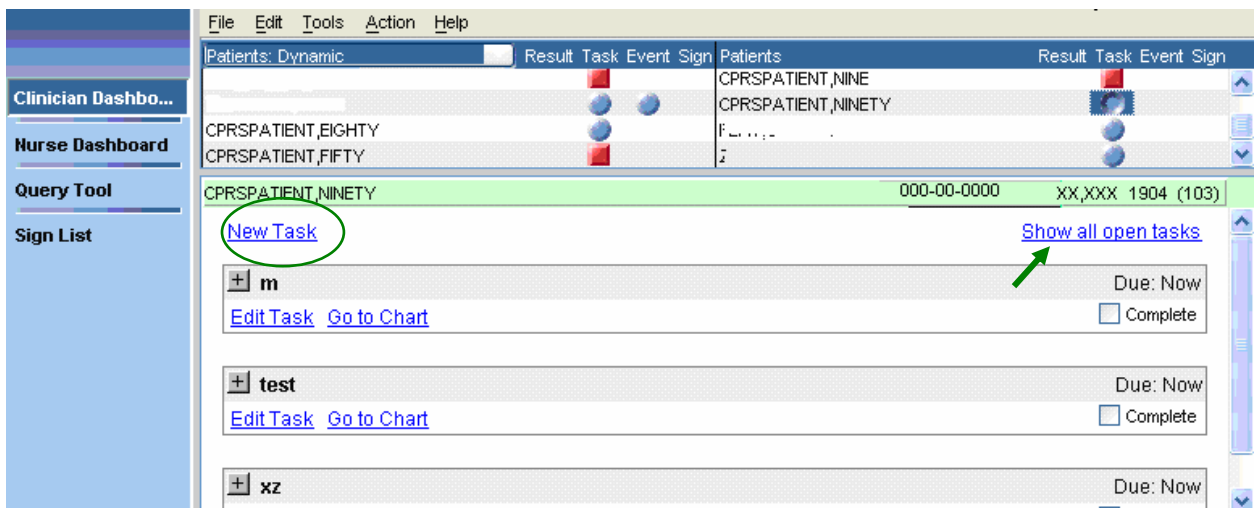 File Edit Tools Action Help
Patients: Dynamic Result Task Event Sign Patients Result Task Event Sign
CPRSPATIENT,NINE
CPRSPATIENT,NINETY
CPRSPATIENT,EIGHTY
CPRSPATIENT,FIFTY
Clinician Dashbo...
Nurse Dashboard
Query Tool
Sign List
CPRSPATIENT,NINETY 000-00-0000 XX,XXX 1904 (103)
New Task Show all open tasks
+ m Due: Now
Edit Task Go to Chart Complete
+ test Due: Now
Edit Task Go to Chart Complete
+ xz Due: Now